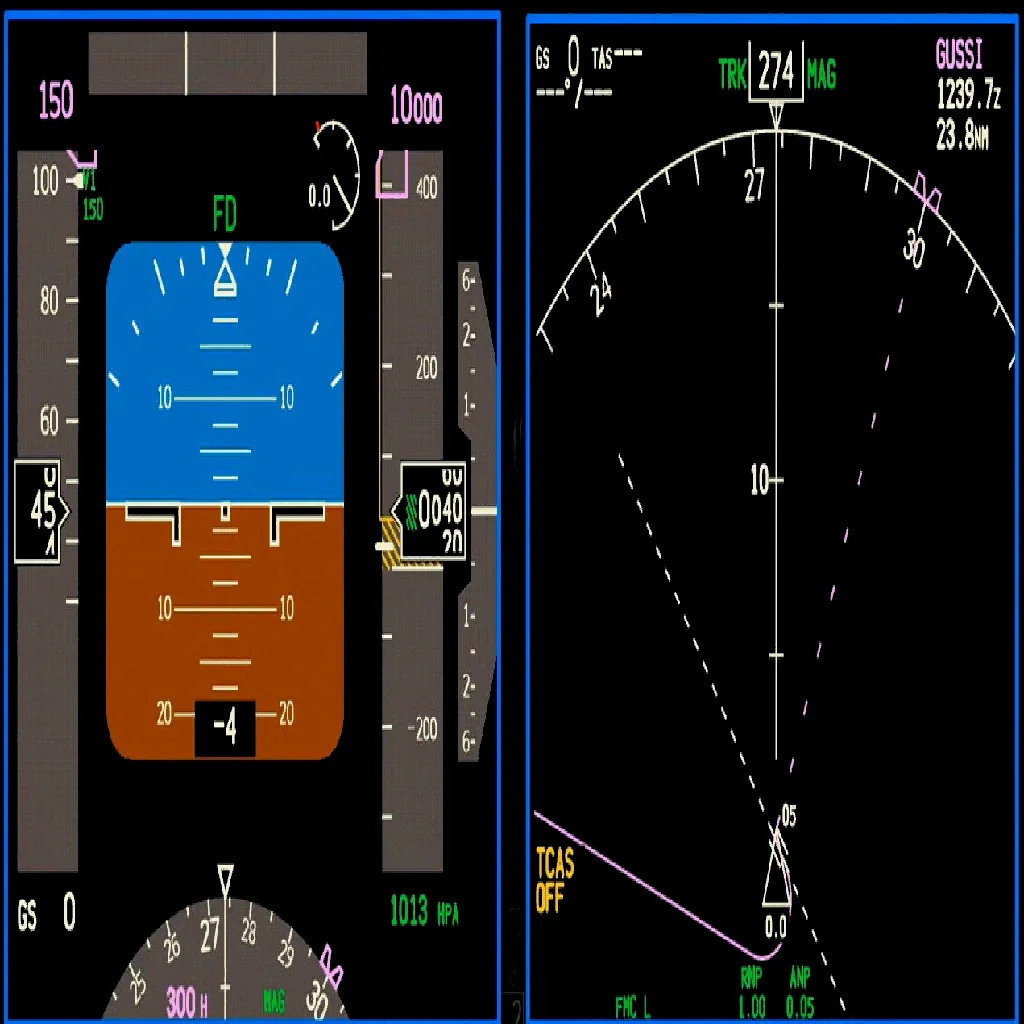 150
10000
100
V1
150
0.0
400
FD
80
6-
2-
10 10
200
1-
60
45
0040
20
10 10
1-
2-
20 -4 20
-200
6-
GS 0
1013 HPA
25 26 27 28 29 30
300 H
MAG
GS 0 TAS---
---°/---
TRK 274 MAG
GUSSI
1239.7z
23.8NM
24 27 30
10
05
TCAS
OFF
0.0
RNP ANP
FMC L 1.00 0.05